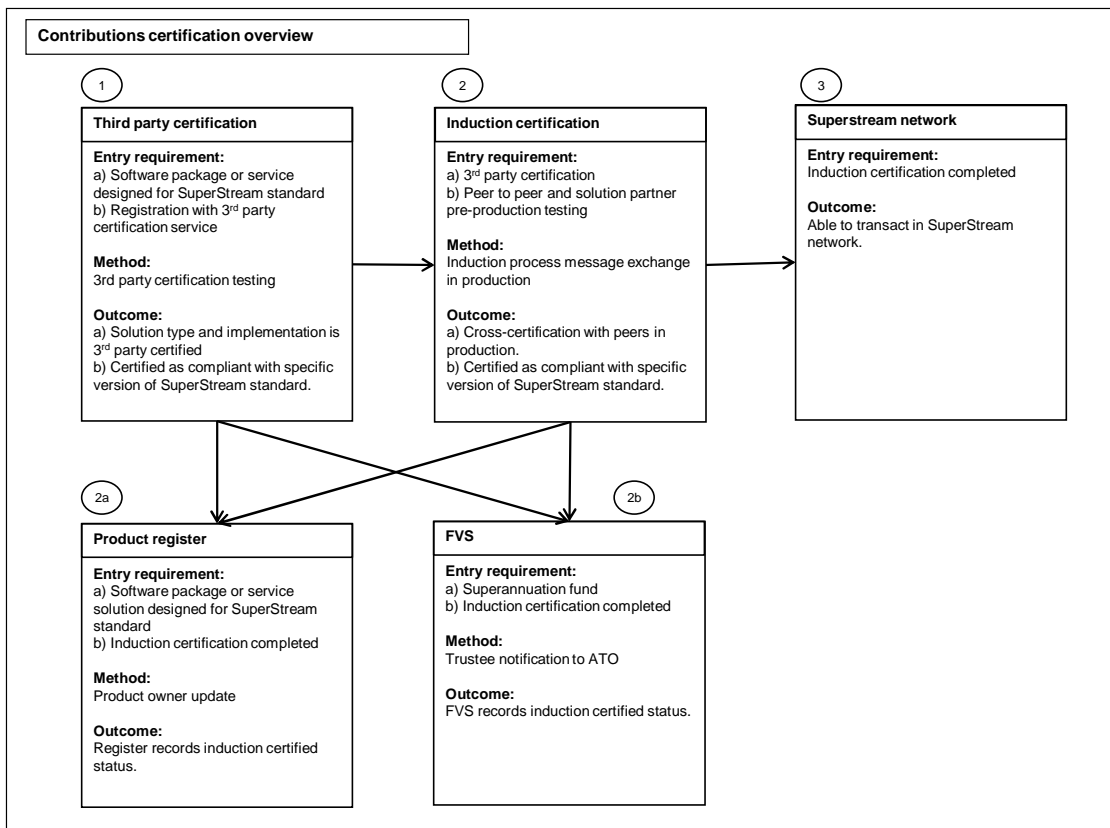 Contributions certification overview
1
Third party certification
Entry requirement:
a) Software package or service
designed for SuperStream standard
b) Registration with 3rd party
certification service
Method:
3rd party certification testing
Outcome:
a) Solution type and implementation is
3rd party certified
b) Certified as compliant with specific
version of SuperStream standard.
2
Induction certification
Entry requirement:
a) 3rd party certification
b) Peer to peer and solution partner
pre-production testing
Method:
Induction process message exchange
in production
Outcome:
a) Cross-certification with peers in
production.
b) Certified as compliant with specific
version of SuperStream standard.
3
Superstream network
Entry requirement:
Induction certification completed
Outcome:
Able to transact in SuperStream
network.
2a
Product register
Entry requirement:
a) Software package or service
solution designed for SuperStream
standard
b) Induction certification completed
Method:
Product owner update
Outcome:
Register records induction certified
status.
2b
FVS
Entry requirement:
a) Superannuation fund
b) Induction certification completed
Method:
Trustee notification to ATO
Outcome:
FVS records induction certified status.